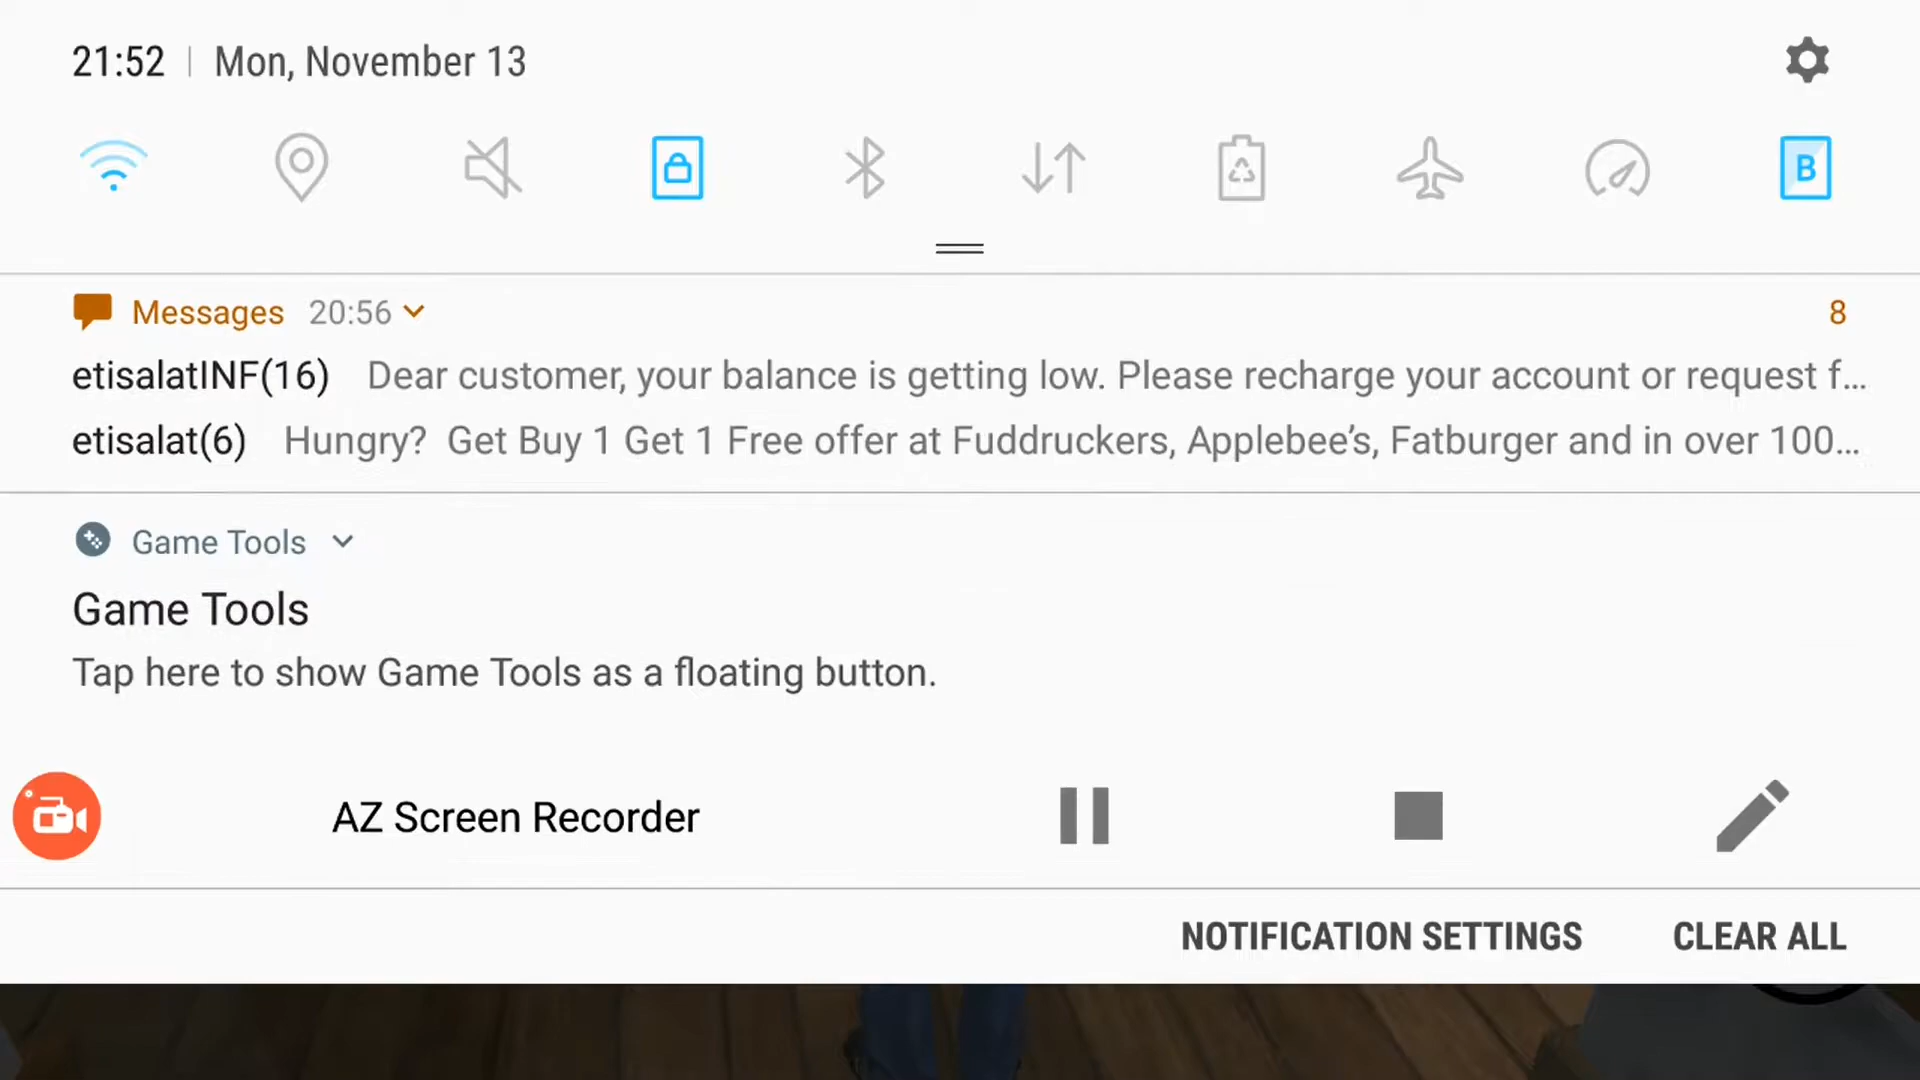 21:52 | Mon, November 13
B
Messages 20:56 8
etisalatINF(16) Dear customer, your balance is getting low. Please recharge your account or request f...
etisalat(6) Hungry? Get Buy 1 Get 1 Free offer at Fuddruckers, Applebee’s, Fatburger and in over 100...
Game Tools
Game Tools
Tap here to show Game Tools as a floating button.
AZ Screen Recorder
NOTIFICATION SETTINGS CLEAR ALL